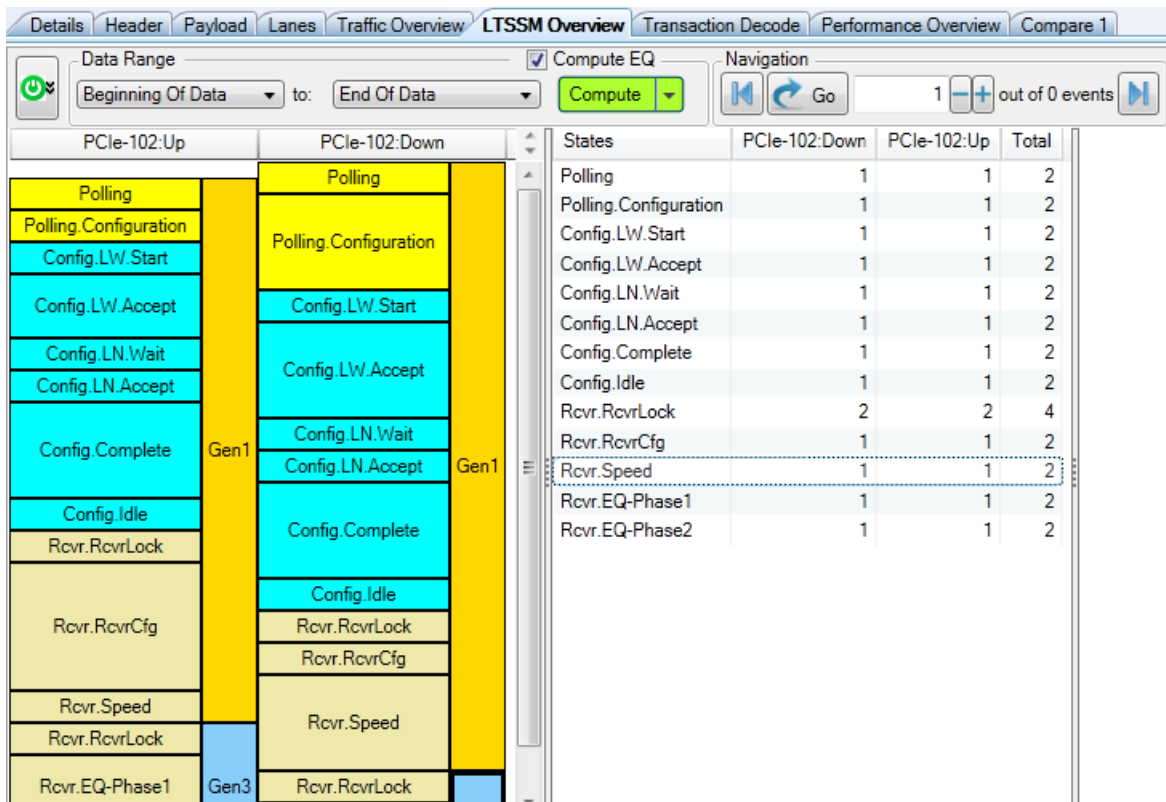 Details Header Payload Lanes Traffic Overview LTSSM Overview Transaction Decode Performance Overview Compare 1
Data Range Compute EQ Navigation
Beginning Of Data to: End Of Data Compute Go 1 out of 0 events
PCIe-102:Up PCIe-102:Down
Polling
Polling.Configuration
Config.LW.Start
Config.LW.Accept
Config.LN.Wait
Config.LN.Accept
Config.Complete
Config.Idle
Rcvr.RcvrLock
Rcvr.RcvrCfg
Rcvr.Speed
Rcvr.RcvrLock
Rcvr.EQ-Phase1
Gen1
Gen3
Polling
Polling.Configuration
Config.LW.Start
Config.LW.Accept
Config.LN.Wait
Config.LN.Accept
Config.Complete
Config.Idle
Rcvr.RcvrLock
Rcvr.RcvrCfg
Rcvr.Speed
Rcvr.RcvrLock
Gen1
States PCIe-102:Down PCIe-102:Up Total
Polling 1 1 2
Polling.Configuration 1 1 2
Config.LW.Start 1 1 2
Config.LW.Accept 1 1 2
Config.LN.Wait 1 1 2
Config.LN.Accept 1 1 2
Config.Complete 1 1 2
Config.Idle 1 1 2
Rcvr.RcvrLock 2 2 4
Rcvr.RcvrCfg 1 1 2
Rcvr.Speed 1 1 2
Rcvr.EQ-Phase1 1 1 2
Rcvr.EQ-Phase2 1 1 2